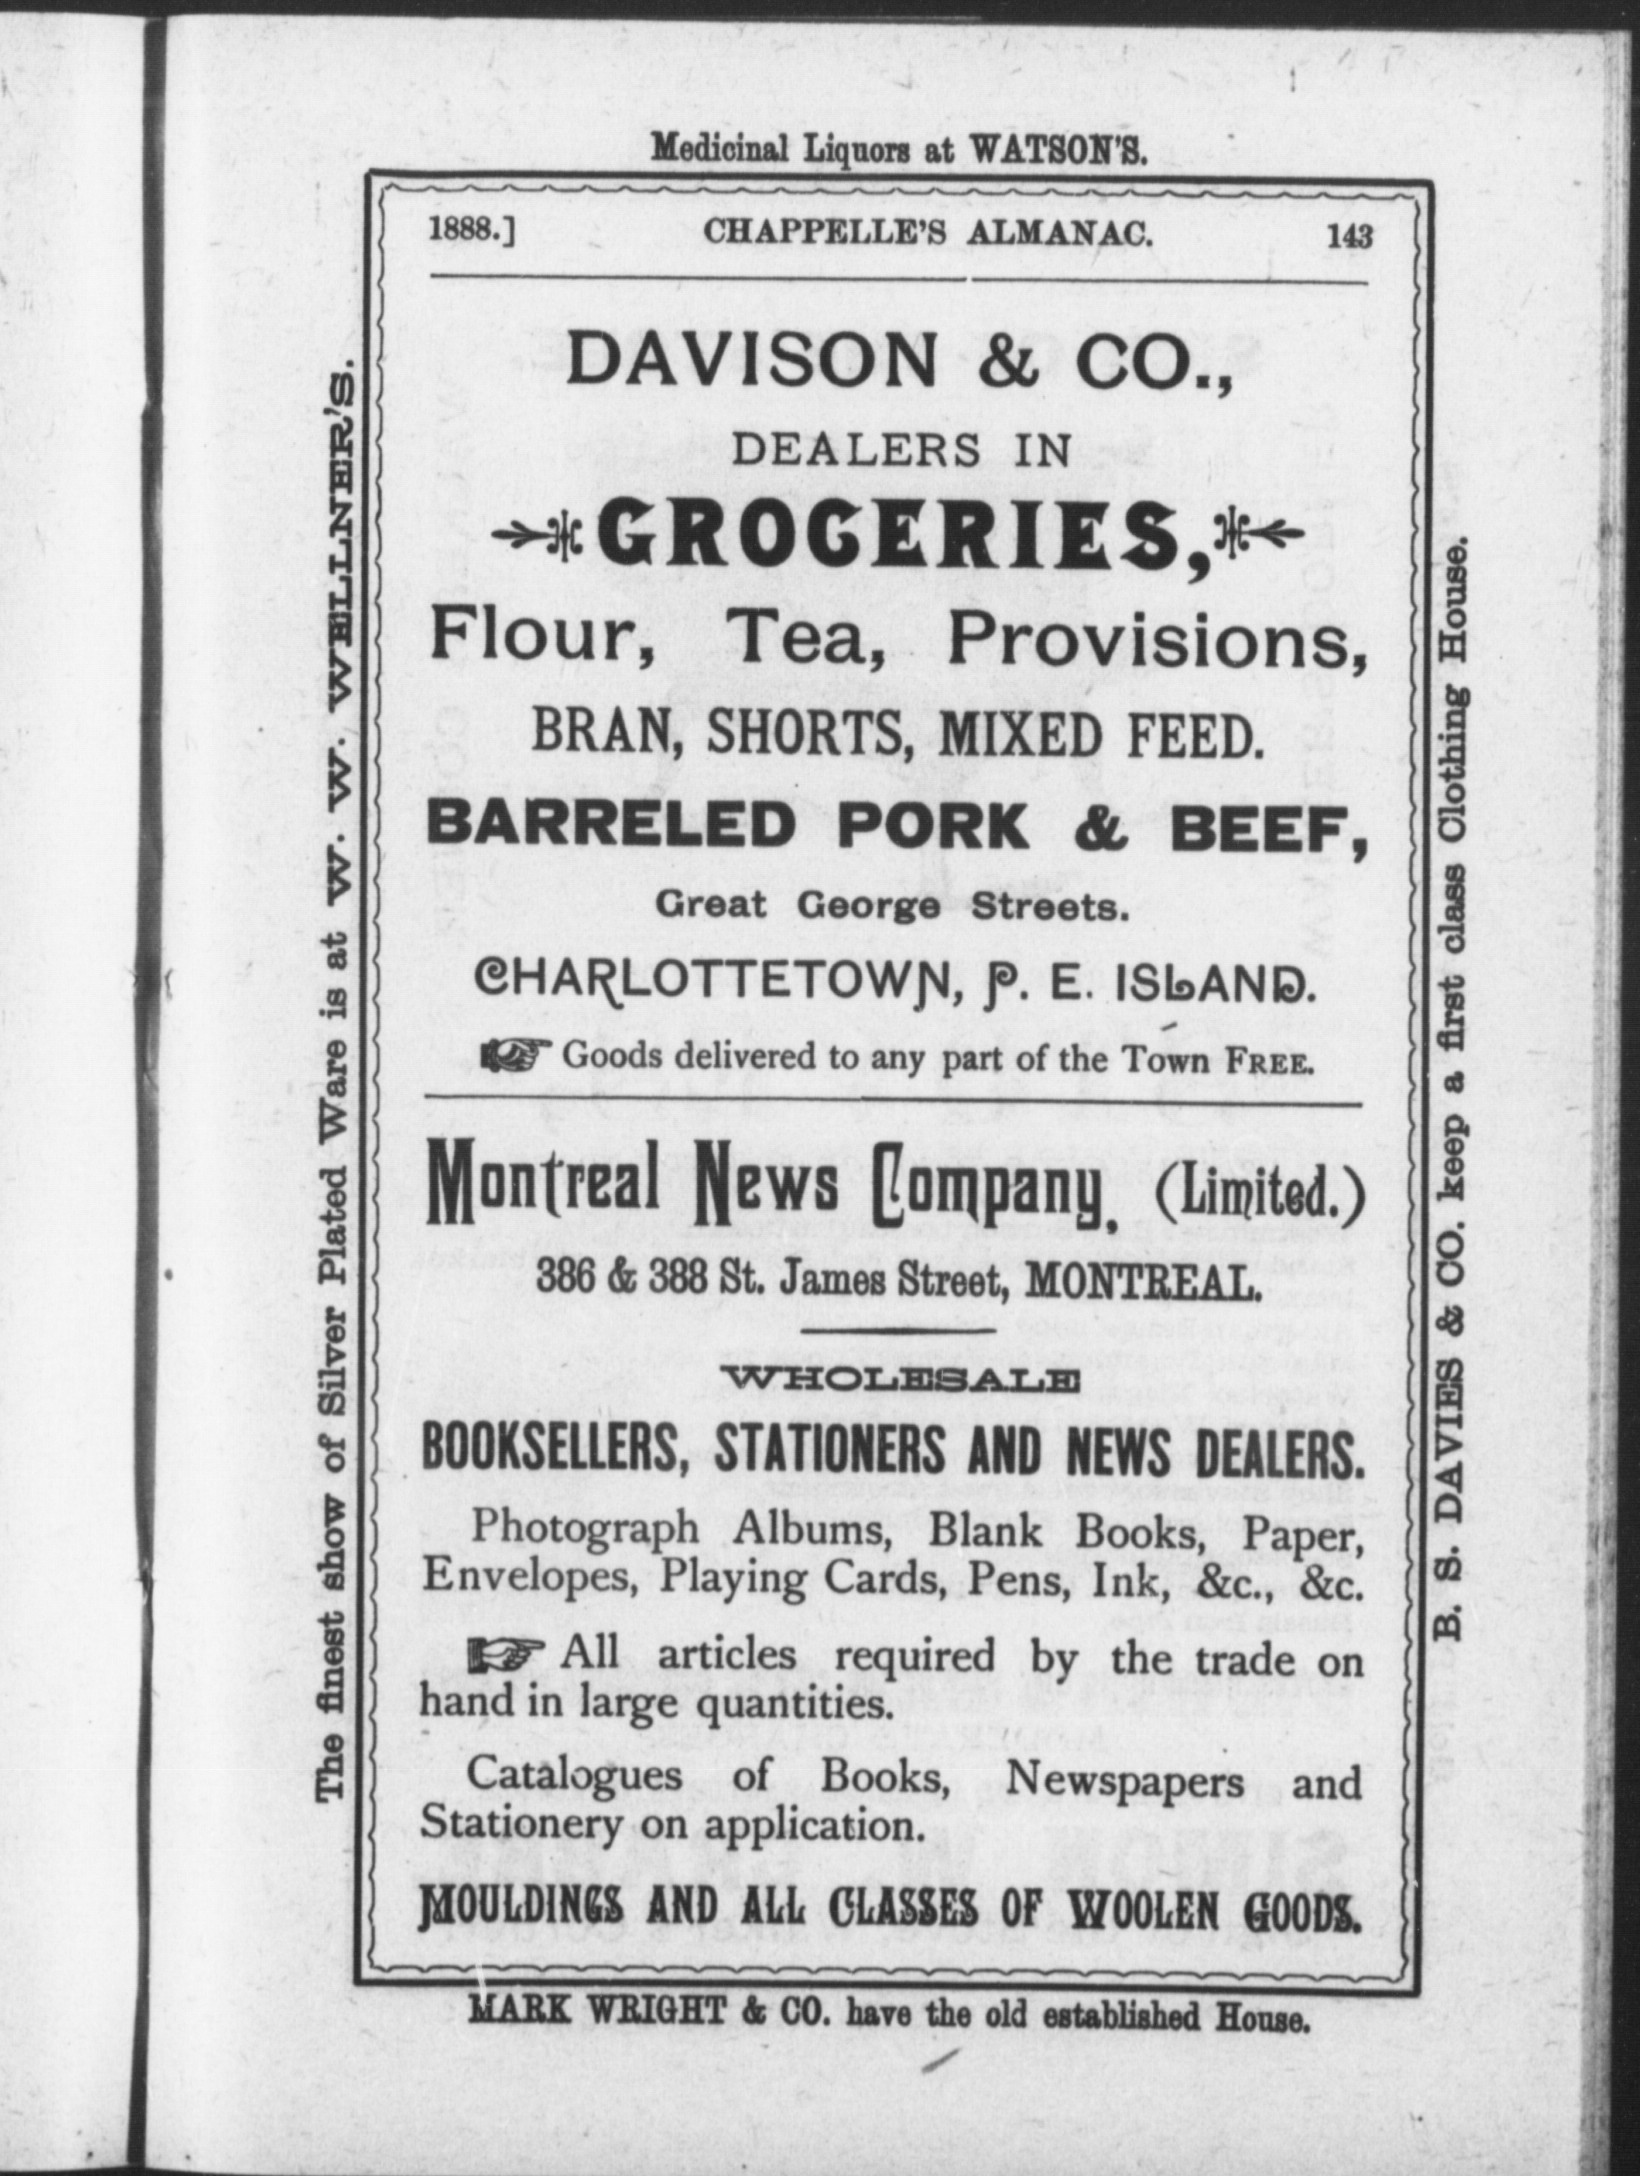 Medicinal Liquors at WATSON'S.
1888.] CHAPPELLE'S ALMANAC. 143
DAVISON & CO.,
DEALERS IN
GROCERIES,
Flour, Tea, Provisions,
BRAN, SHORTS, MIXED FEED.
BARRELED PORK & BEEF,
Great George Streets.
CHARLOTTETOWN, P. E. ISLAND.
☞ Goods delivered to any part of the Town FREE.
Montreal News Company, (Limited.)
386 & 388 St. James Street, MONTREAL.
WHOLESALE
BOOKSELLERS, STATIONERS AND NEWS DEALERS.
Photograph Albums, Blank Books, Paper,
Envelopes, Playing Cards, Pens, Ink, &c., &c.
☞ All articles required by the trade on
hand in large quantities.
Catalogues of Books, Newspapers and
Stationery on application.
MOULDINGS AND ALL CLASSES OF WOOLEN GOODS.
MARK WRIGHT & CO. have the old established House.
The finest show of Silver Plated Ware is at W. W. WELLNER'S.
B. S. DAVIES & CO. keep a first class Clothing House.